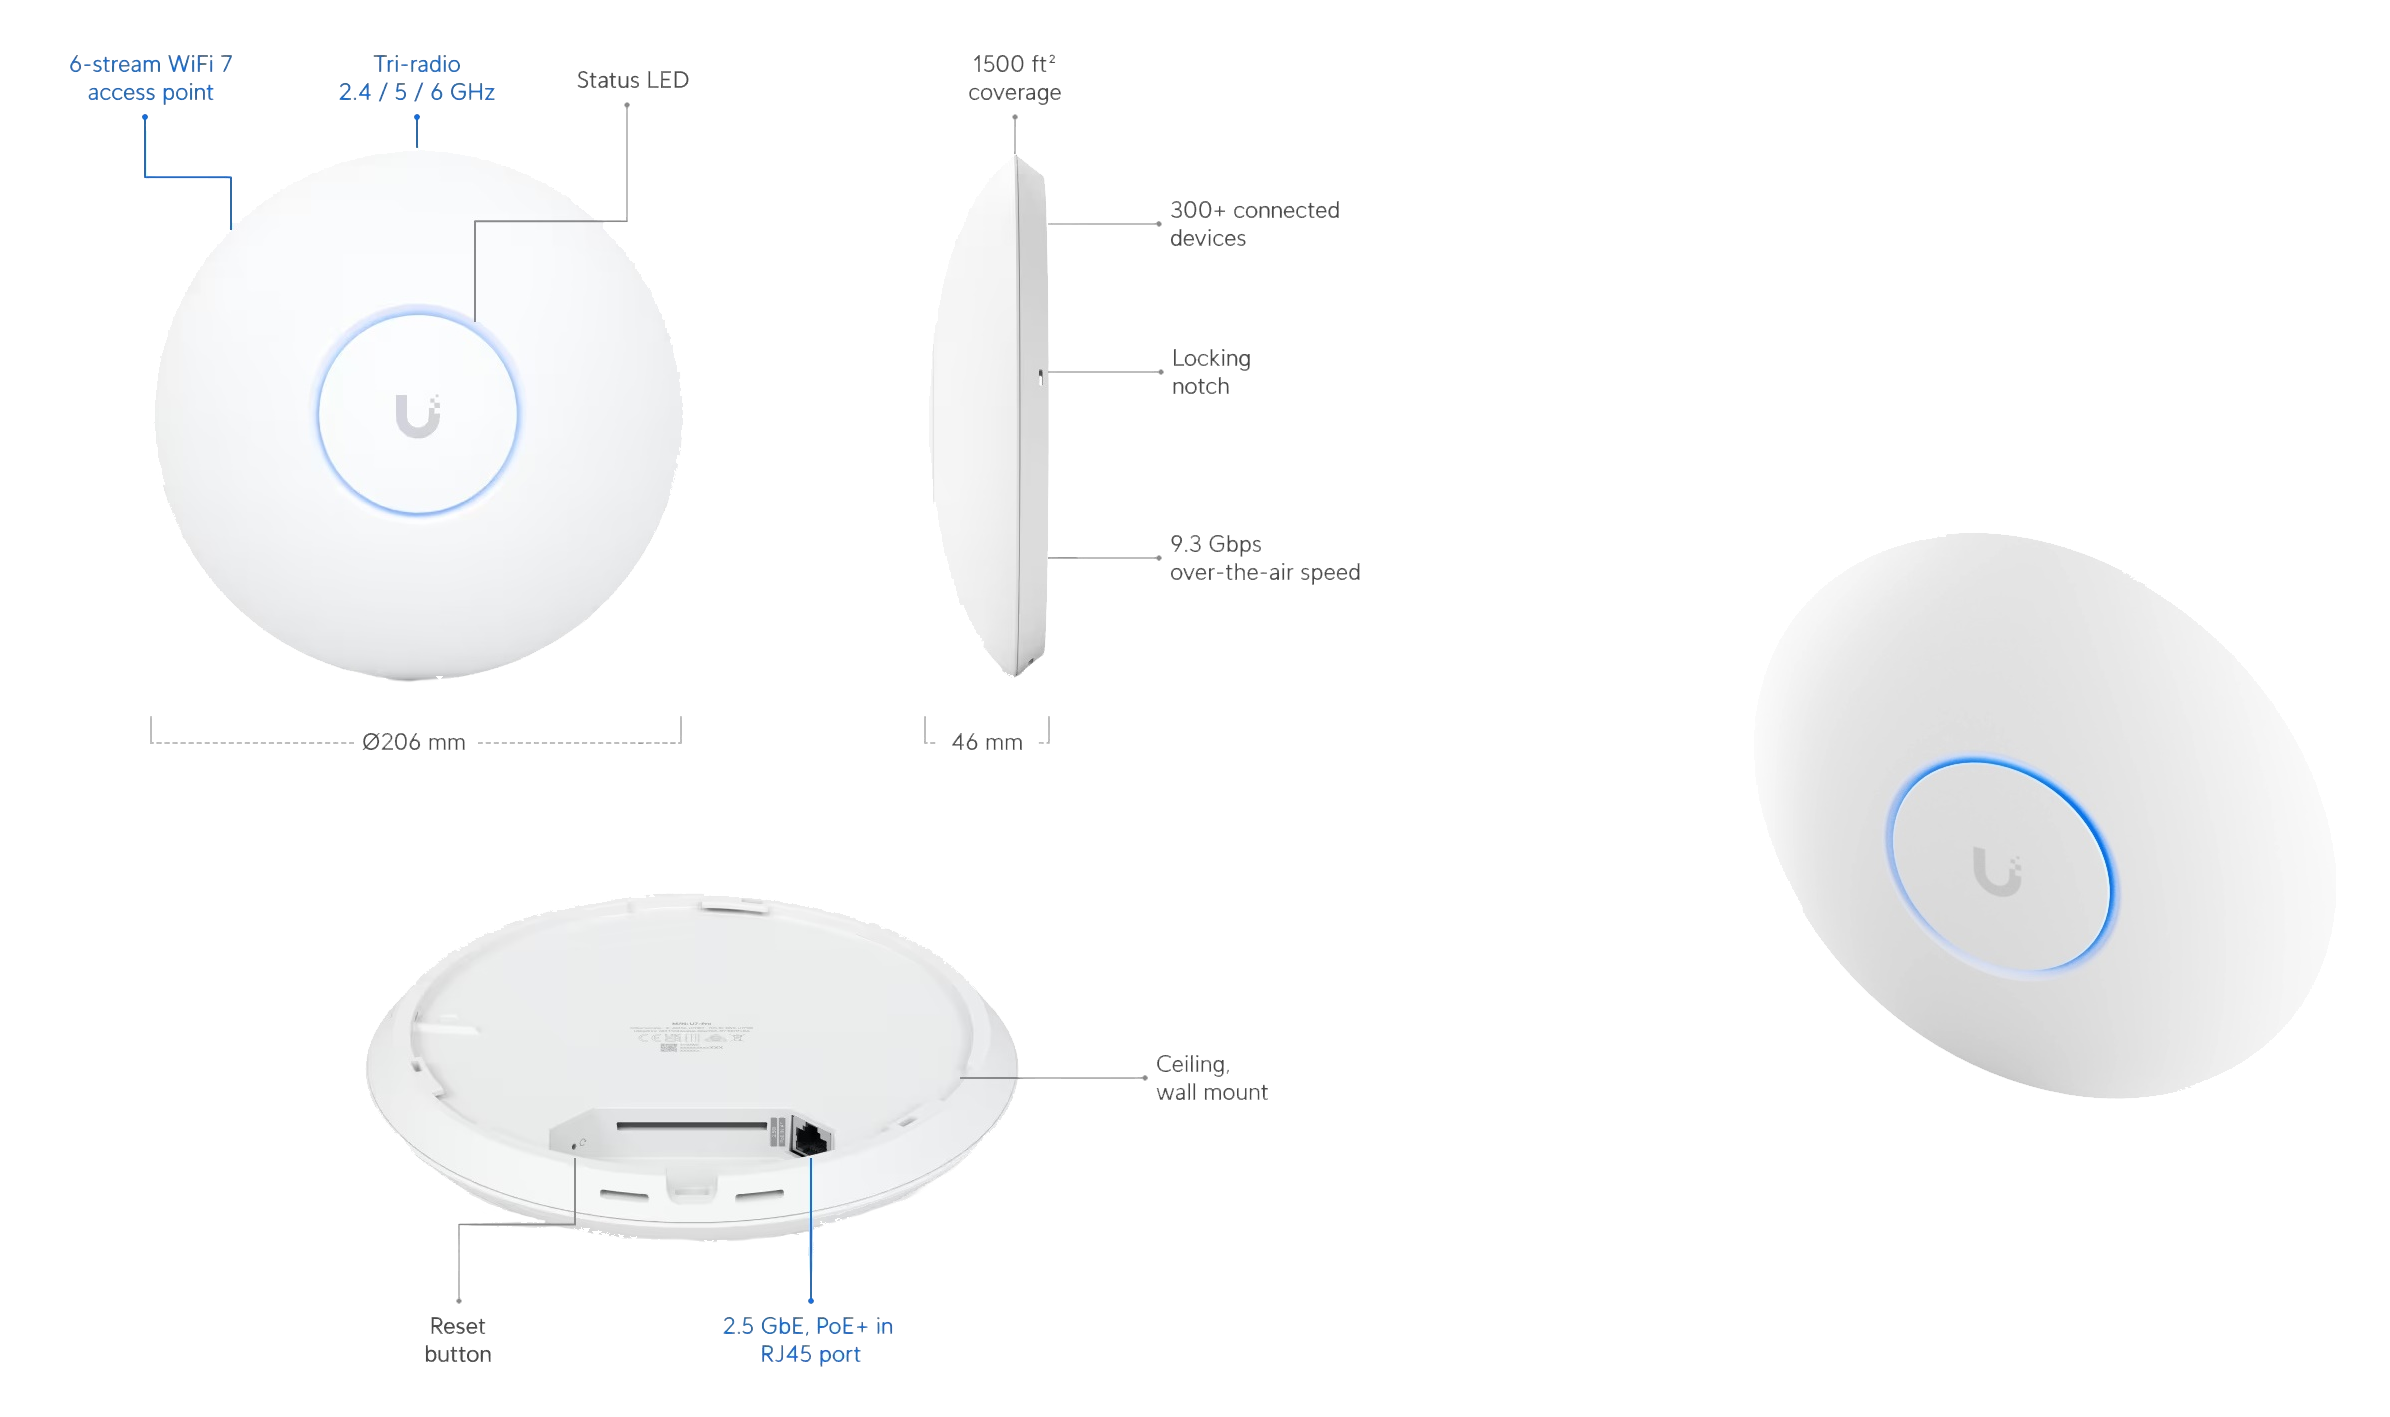 6-stream WiFi 7
access point
Tri-radio
2.4 / 5 / 6 GHz
Status LED
1500 ft²
coverage
300+ connected
devices
Locking
notch
9.3 Gbps
over-the-air speed
Ø206 mm
46 mm
Ceiling,
wall mount
Reset
button
2.5 GbE, PoE+ in
RJ45 port